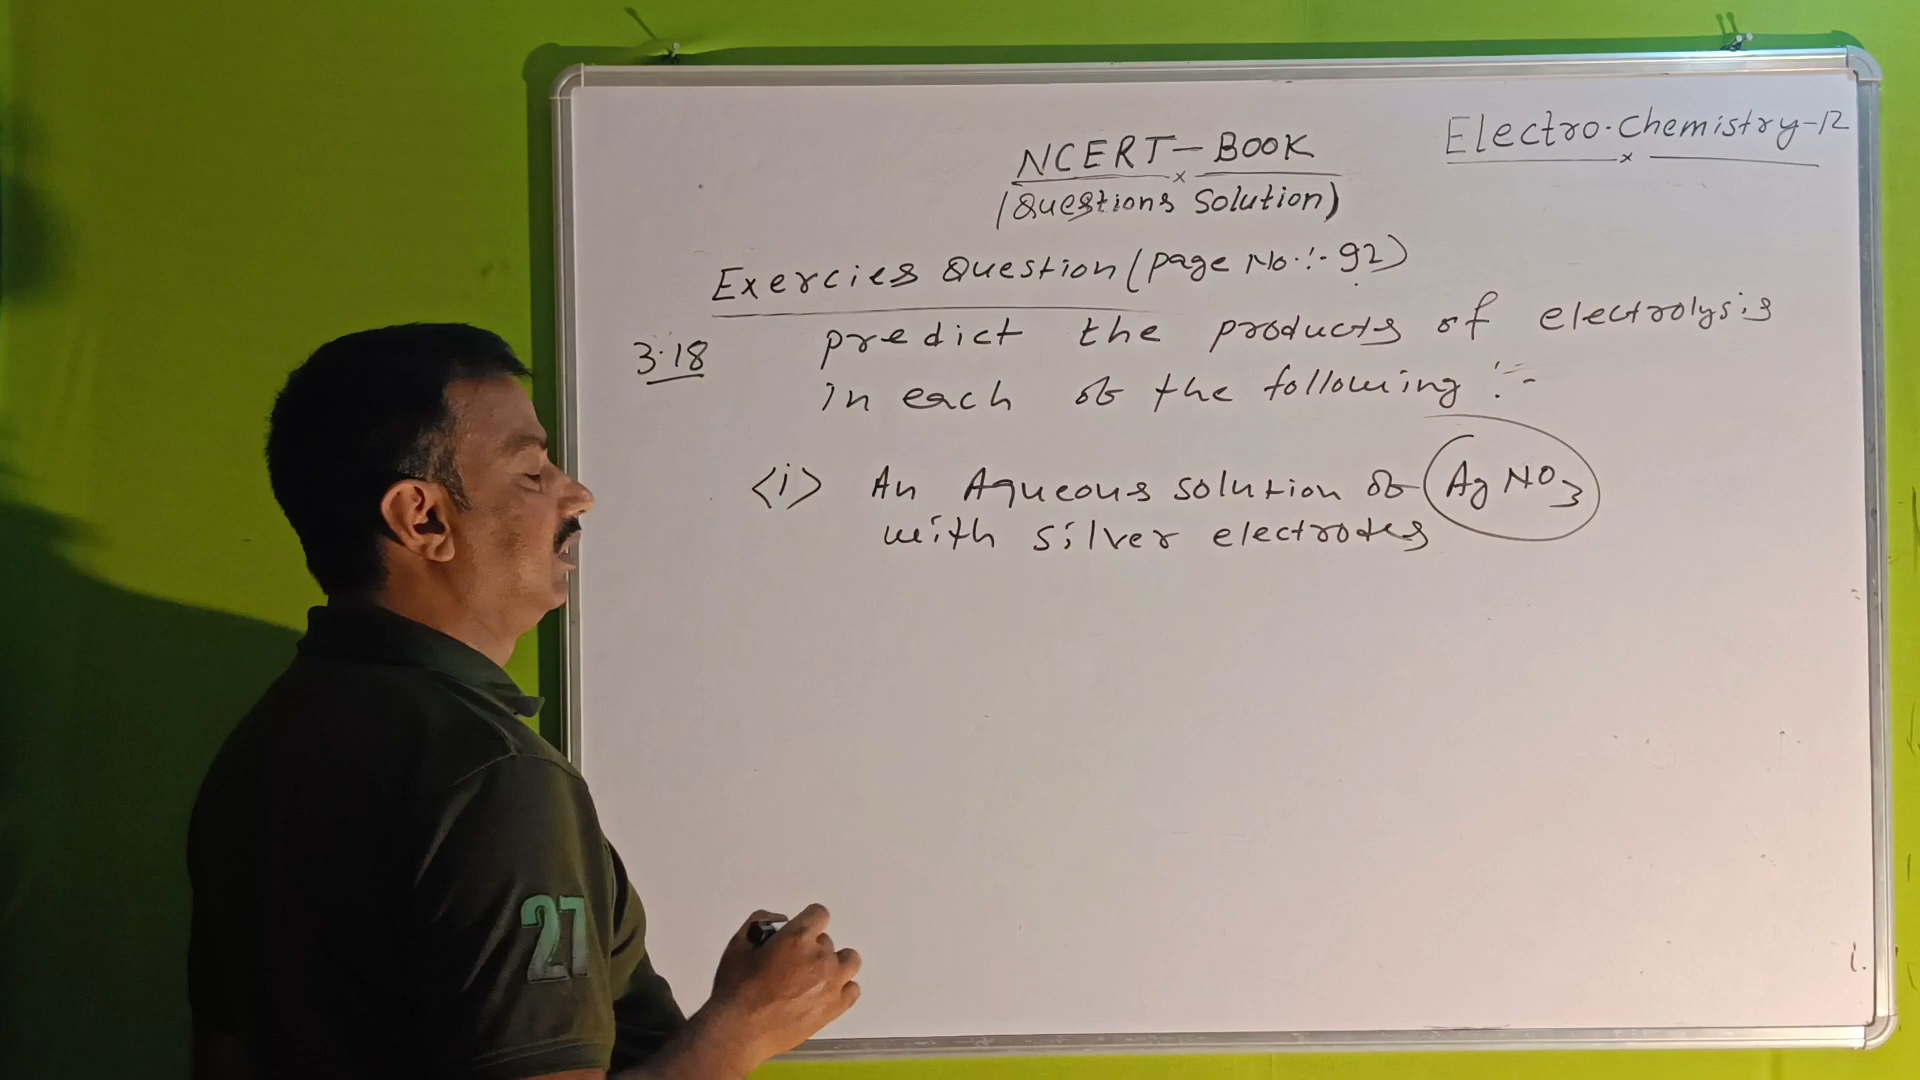 Electro-Chemistry-12
NCERT-BOOK
(Questions Solution)
Exercies Question (page No.:- 92)
3.18 predict the products of electrolysis
in each of the following :-
<i> An Aqueous solution of AgNO3
with silver electrodes
27